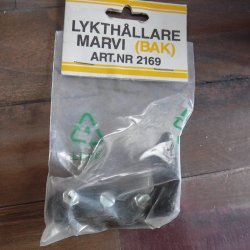 LYKTHÅLLARE
MARVI (BAK)
ART.NR 2169